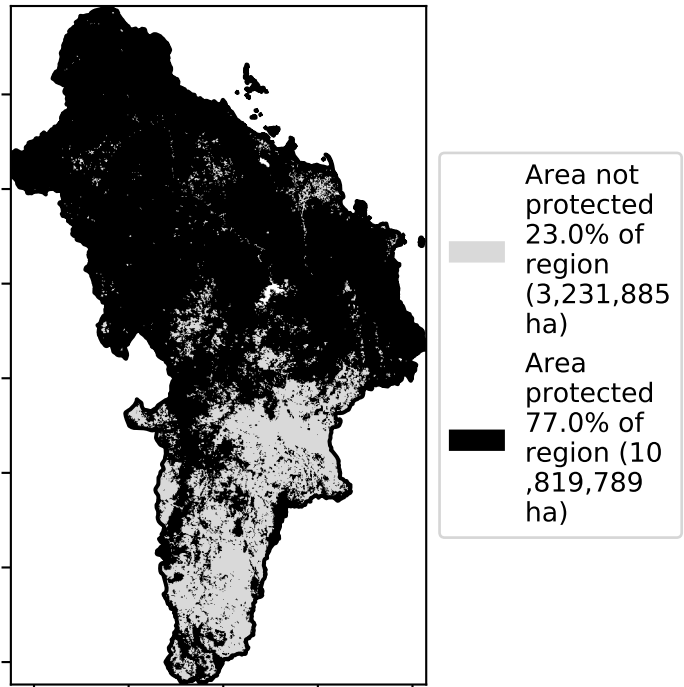 Area not
protected
23.0% of
region
(3,231,885
ha)
Area
protected
77.0% of
region (10
,819,789
ha)